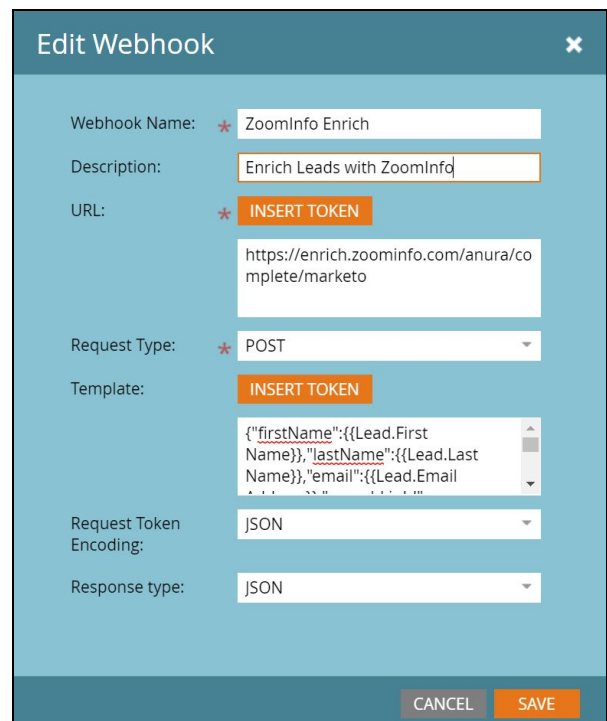 Edit Webhook
Webhook Name: * ZoomInfo Enrich
Description: Enrich Leads with ZoomInfo
URL: * INSERT TOKEN
https://enrich.zoominfo.com/anura/co
mplete/marketo
Request Type: * POST
Template: INSERT TOKEN
{"firstName":{{Lead.First
Name}},"lastName":{{Lead.Last
Name}},"email":{{Lead.Email
Request Token JSON
Encoding:
Response type: JSON
CANCEL SAVE